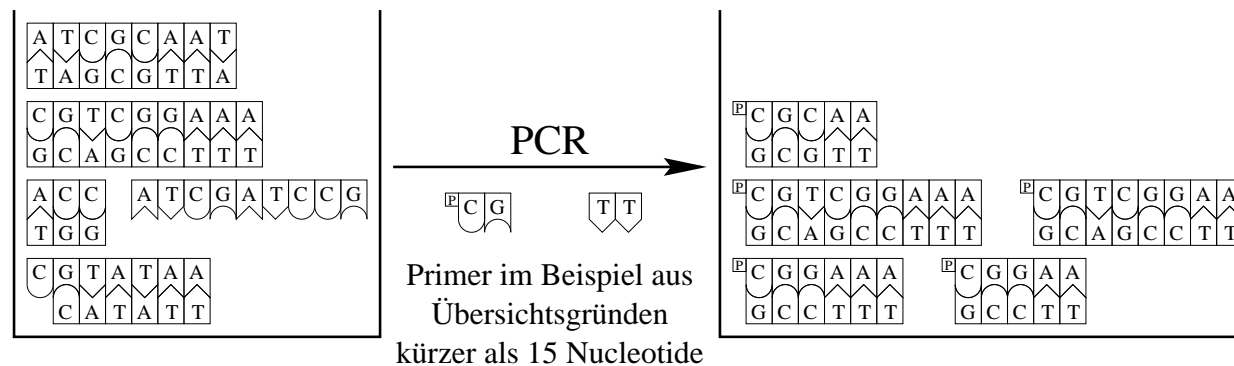 A T C G C A A T
T A G C G T T A
C G T C G G A A A
G C A G C C T T T
A C C A T C G A T C C G
T G G
C G T A T A A
C A T A T T
PCR
P C G T T
Primer im Beispiel aus
Übersichtsgründen
kürzer als 15 Nucleotide
P C G C A A
G C G T T
P C G T C G G A A A P C G T C G G A A
G C A G C C T T T G C A G C C T T
P C G G A A A P C G G A A
G C C T T T G C C T T